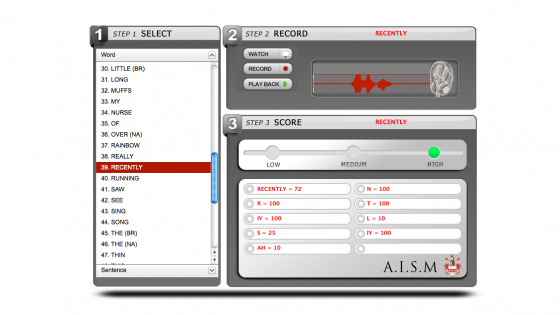 1 STEP 1 SELECT
Word
30. LITTLE (BR)
31. LONG
32. MUFFS
33. MY
34. NURSE
35. OF
36. OVER (NA)
37. RAINBOW
38. REALLY
39. RECENTLY
40. RUNNING
41. SAW
42. SEE
43. SING
44. SONG
45. THE (BR)
46. THE (NA)
47. THIN
Sentence
2 STEP 2 RECORD RECENTLY
WATCH
RECORD
PLAY BACK
3 STEP 3 SCORE RECENTLY
LOW MEDIUM HIGH
RECENTLY = 72 N = 100
R = 100 T = 100
IY = 100 L = 10
S = 25 IY = 100
AH = 10
A.I.S.M